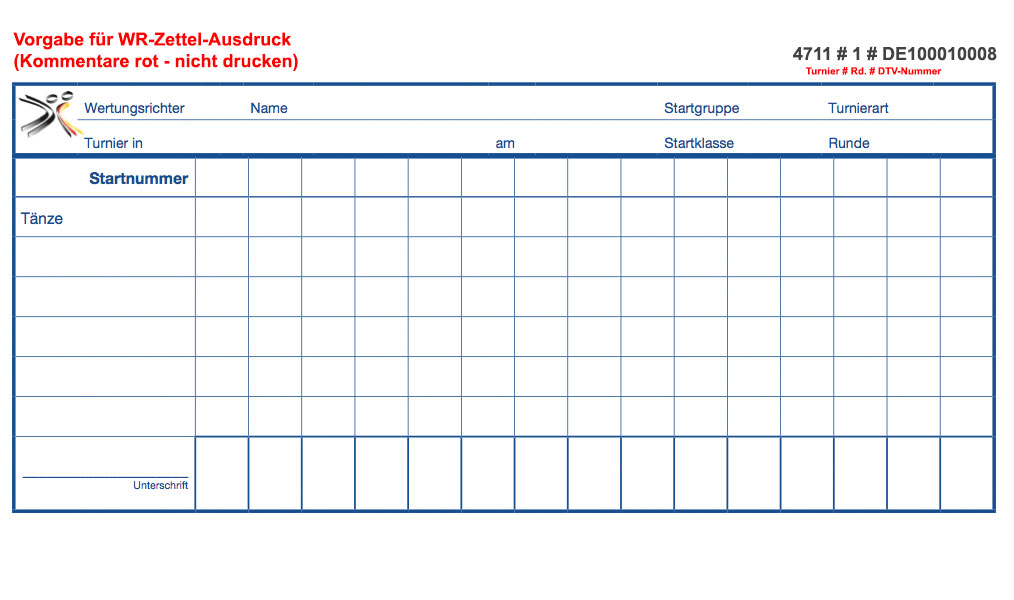 Vorgabe für WR-Zettel-Ausdruck
(Kommentare rot - nicht drucken)
4711 # 1 # DE100010008
Turnier # Rd. # DTV-Nummer
Wertungsrichter Name Startgruppe Turnierart
Turnier in am Startklasse Runde
Startnummer
Tänze
Unterschrift